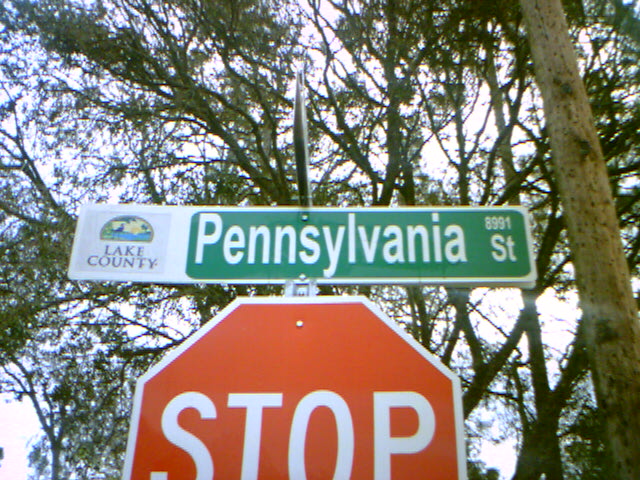 LAKE
COUNTY
Pennsylvania
8991
St
STOP